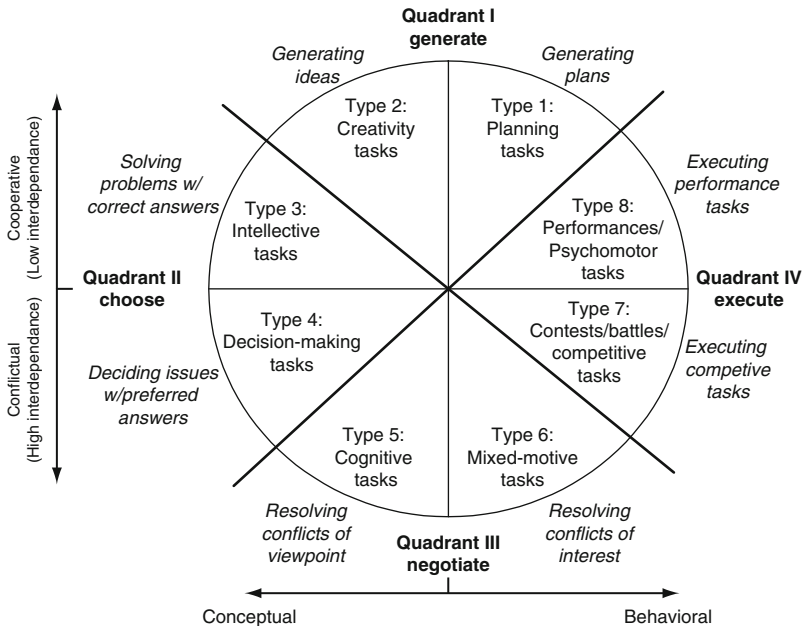 Quadrant I
generate
Generating
ideas
Generating
plans
Type 2:
Creativity
tasks
Type 1:
Planning
tasks
Cooperative
(Low interdependance)
Solving
problems w/
correct answers
Executing
performance
tasks
Type 3:
Intellective
tasks
Type 8:
Performances/
Psychomotor
tasks
Quadrant II
choose
Quadrant IV
execute
Type 4:
Decision-making
tasks
Type 7:
Contests/battles/
competitive
tasks
Conflictual
(High interdependance)
Deciding issues
w/preferred
answers
Executing
competive
tasks
Type 5:
Cognitive
tasks
Type 6:
Mixed-motive
tasks
Resolving
conflicts of
viewpoint
Resolving
conflicts of
interest
Quadrant III
negotiate
Conceptual
Behavioral